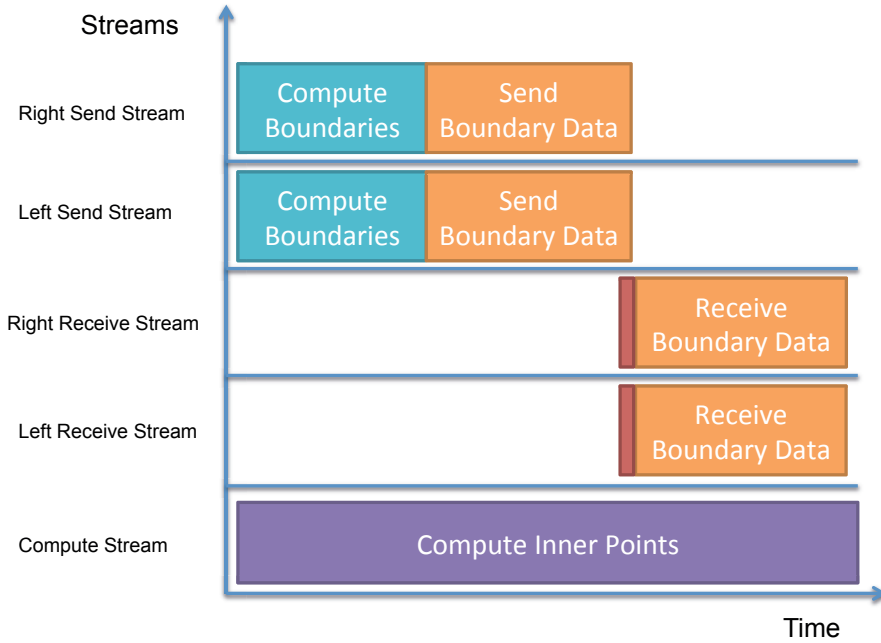 Streams
Right Send Stream
Compute
Boundaries
Send
Boundary Data
Left Send Stream
Compute
Boundaries
Send
Boundary Data
Right Receive Stream
Receive
Boundary Data
Left Receive Stream
Receive
Boundary Data
Compute Stream
Compute Inner Points
Time